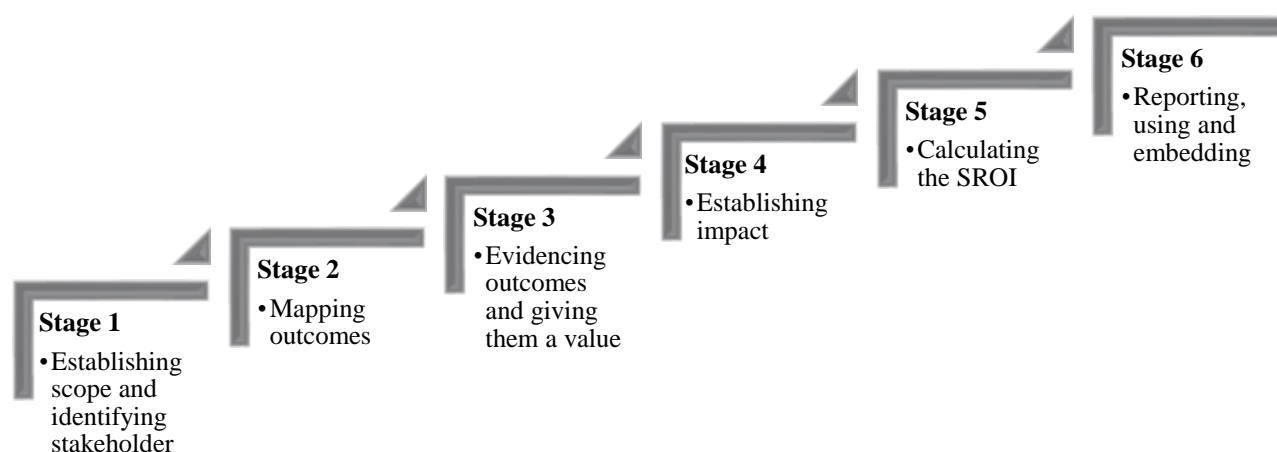 Stage 1
•Establishing
scope and
identifying
stakeholder
Stage 2
•Mapping
outcomes
Stage 3
•Evidencing
outcomes
and giving
them a value
Stage 4
•Establishing
impact
Stage 5
•Calculating
the SROI
Stage 6
•Reporting,
using and
embedding